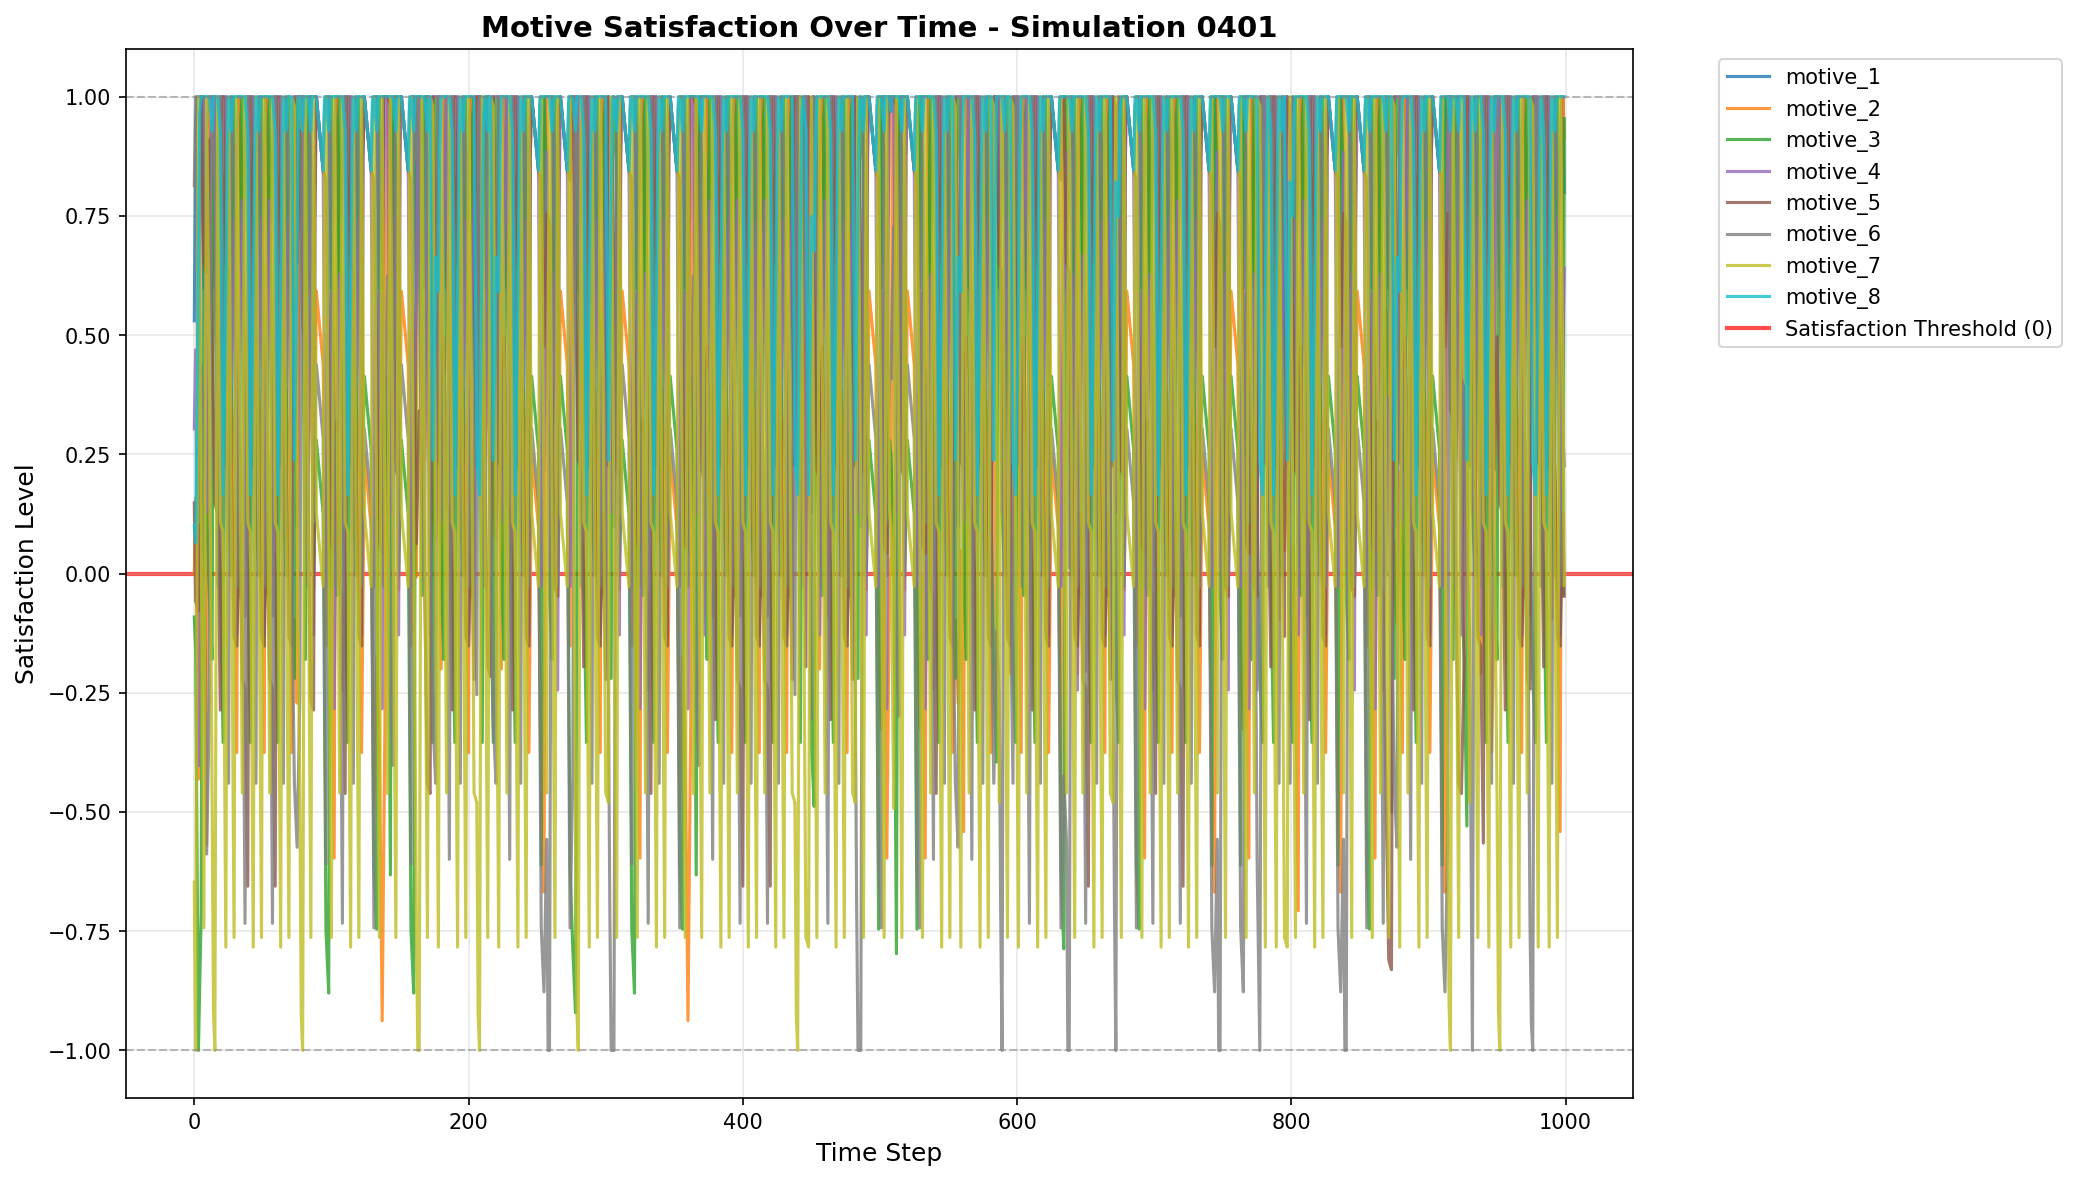 Motive Satisfaction Over Time - Simulation 0401
Satisfaction Level
1.00
0.75
0.50
0.25
0.00
−0.25
−0.50
−0.75
−1.00
0
200
400
600
800
1000
Time Step
motive_1
motive_2
motive_3
motive_4
motive_5
motive_6
motive_7
motive_8
Satisfaction Threshold (0)